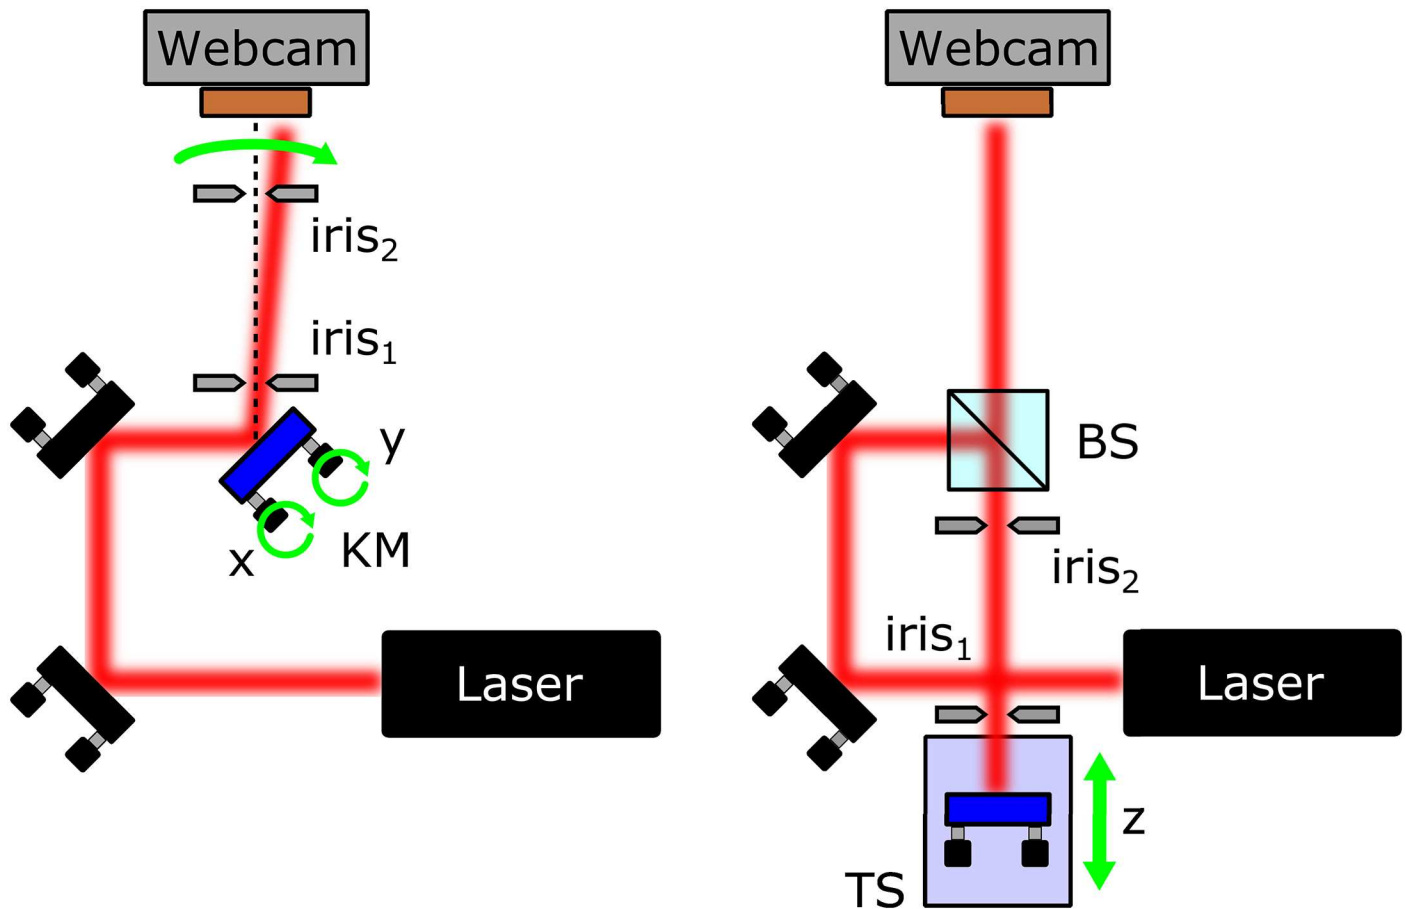 Webcam
iris2
iris1
y
x
KM
Laser
Webcam
BS
iris2
iris1
Laser
z
TS